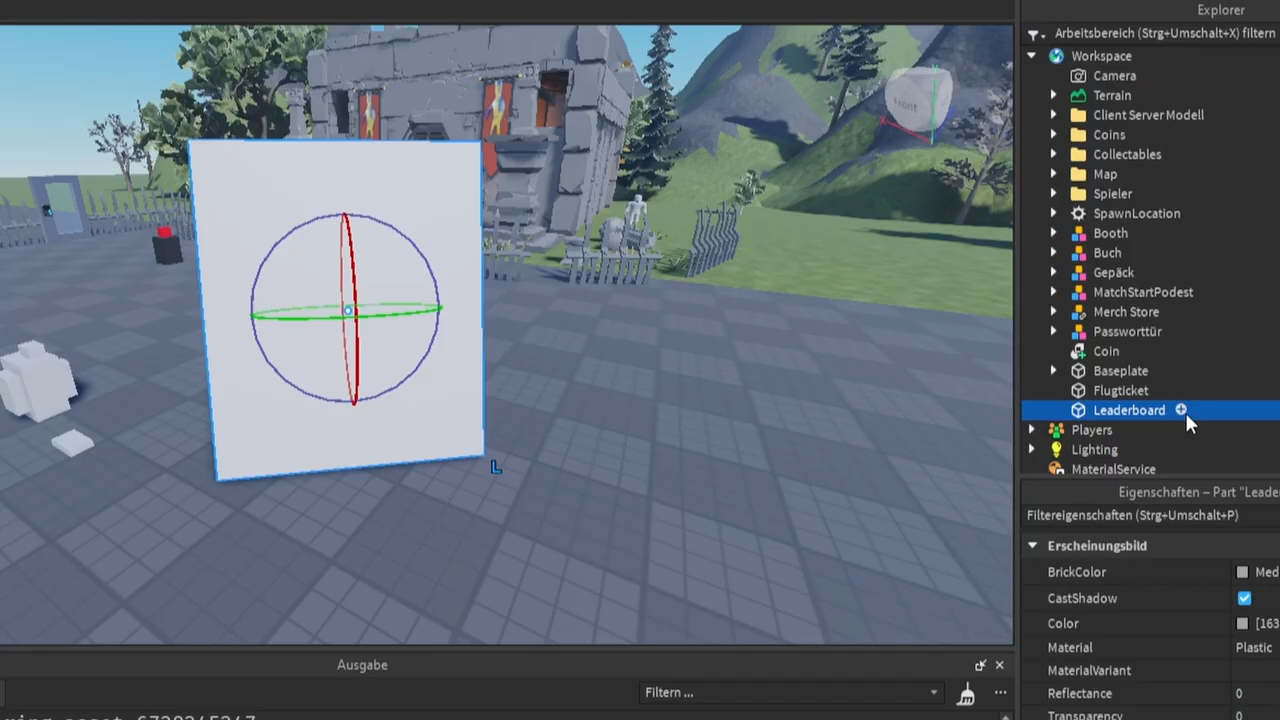 Explorer
Arbeitsbereich (Strg+Umschalt+X) filtern
Workspace
Camera
Terrain
Client Server Modell
Coins
Collectables
Map
Spieler
SpawnLocation
Booth
Buch
Gepäck
MatchStartPodest
Merch Store
Passworttür
Coin
Baseplate
Flugticket
Leaderboard
Players
Lighting
MaterialService
Front
L
Eigenschaften – Part "Leade
Filtereigenschaften (Strg+Umschalt+P)
Erscheinungsbild
BrickColor Med
CastShadow
Color [163
Material Plastic
MaterialVariant
Reflectance 0
Transparency 0
Ausgabe
Filtern ...